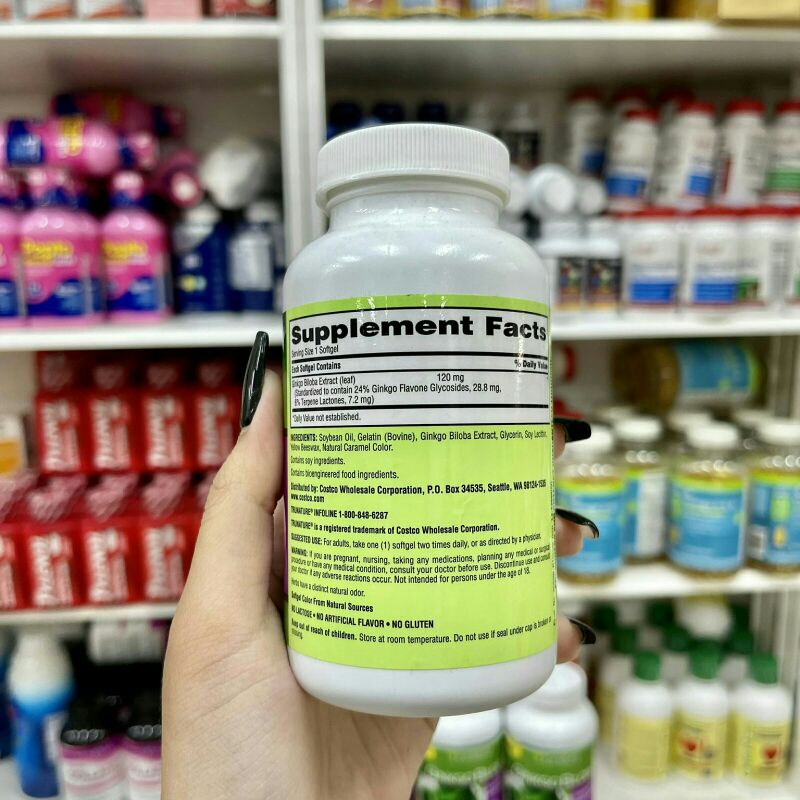 Supplement Facts
Serving Size 1 Softgel
Each Softgel Contains % Daily Value
Ginkgo Biloba Extract (leaf) 120 mg
(Standardized to contain 24% Ginkgo Flavone Glycosides, 28.8 mg,
6% Terpene Lactones, 7.2 mg)
*Daily Value not established.
INGREDIENTS: Soybean Oil, Gelatin (Bovine), Ginkgo Biloba Extract, Glycerin, Soy Lecithin,
Yellow Beeswax, Natural Caramel Color.
Contains soy ingredients.
Contains bioengineered food ingredients.
Distributed by: Costco Wholesale Corporation, P.O. Box 34535, Seattle, WA 98124-1535
www.costco.com
TRUNATURE® INFOLINE 1-800-848-6287
TRUNATURE® is a registered trademark of Costco Wholesale Corporation.
SUGGESTED USE: For adults, take one (1) softgel two times daily, or as directed by a physician.
WARNING: If you are pregnant, nursing, taking any medications, planning any medical or surgical
procedure or have any medical condition, consult your doctor before use. Discontinue use and consult
your doctor if any adverse reactions occur. Not intended for persons under the age of 18.
Herbs have a distinct natural odor.
Softgel Color From Natural Sources
NO LACTOSE • NO ARTIFICIAL FLAVOR • NO GLUTEN
Keep out of reach of children. Store at room temperature. Do not use if seal under cap is broken or
missing.